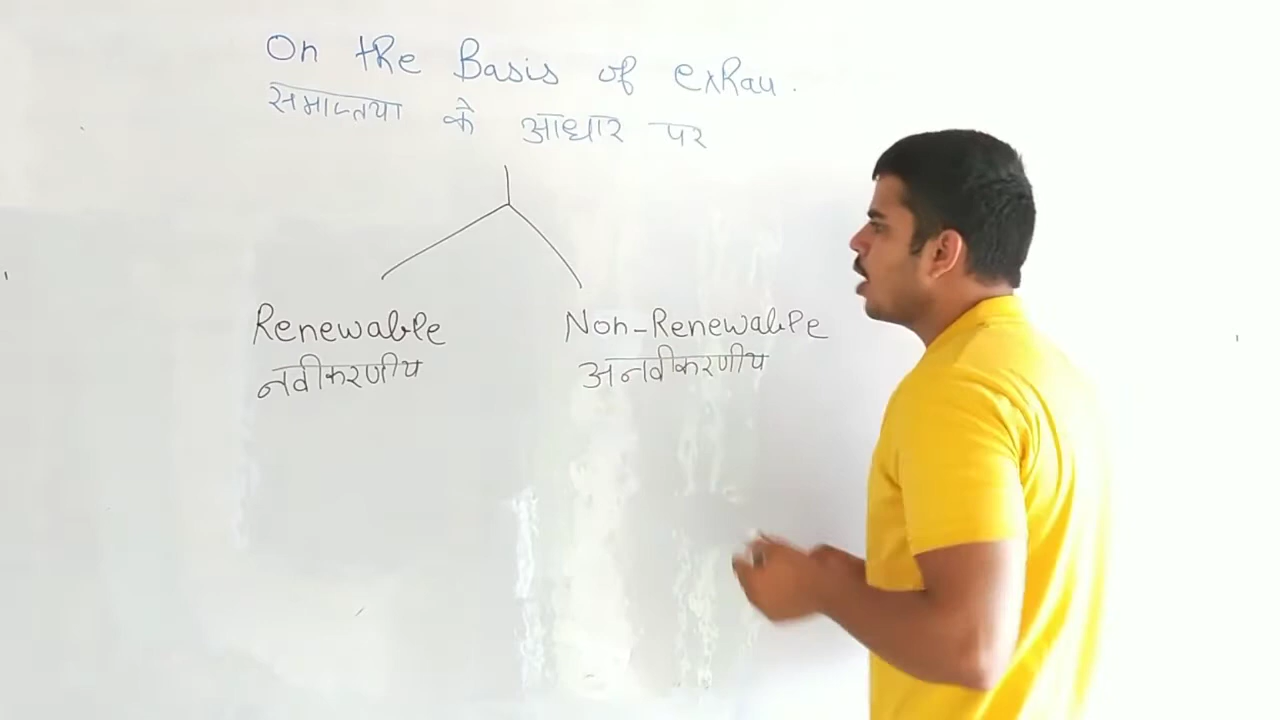 On the Basis of exhau.
समाप्तया के आधार पर
Renewable Non-Renewable
नवीकरणीय अनवीकरणीय